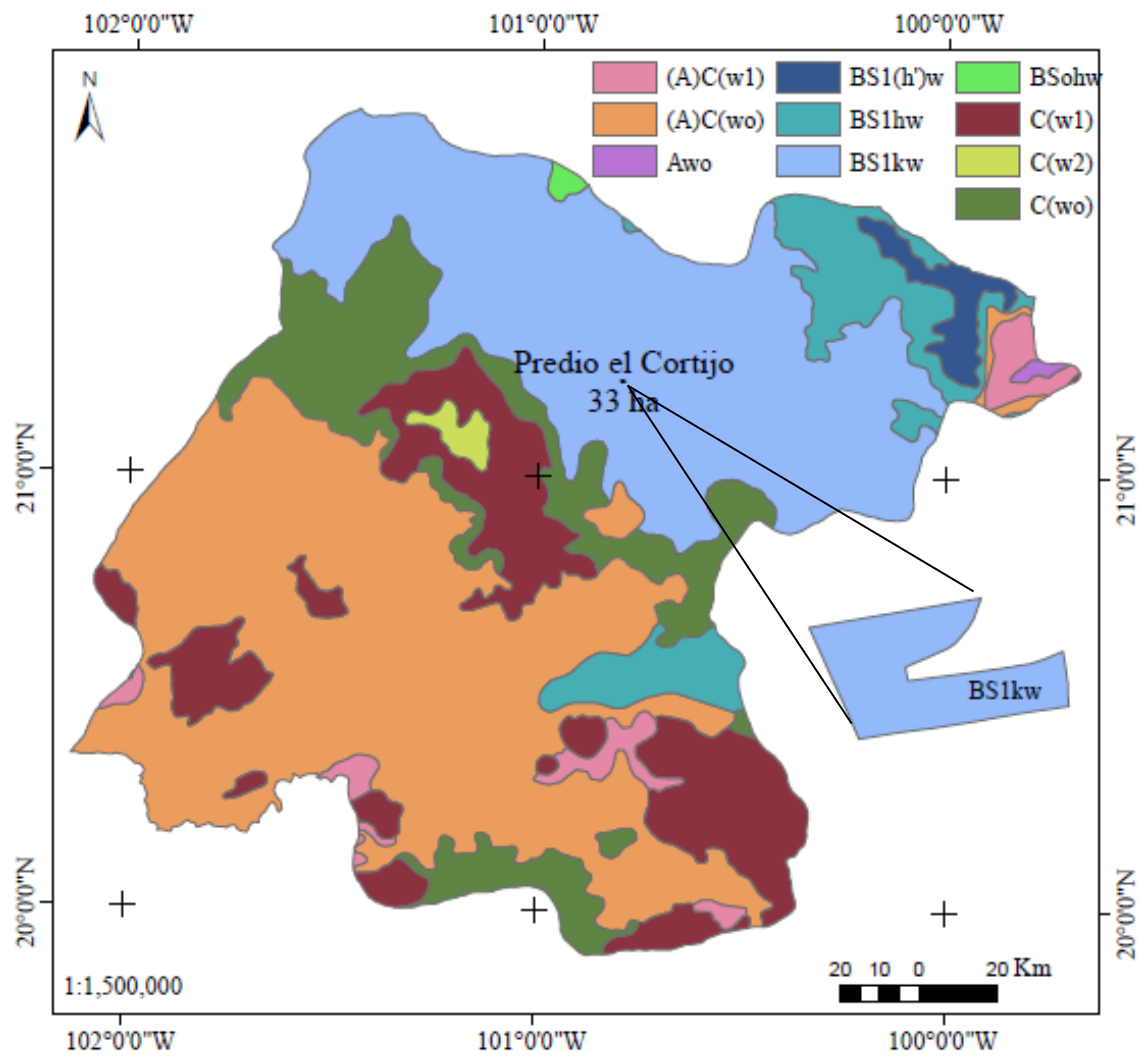 102°0'0"W 101°0'0"W 100°0'0"W
N
(A)C(w1) BS1(h')w BSohw
(A)C(wo) BS1hw C(w1)
Awo BS1kw C(w2)
C(wo)
Predio el Cortijo
33 ha
21°0'0"N 21°0'0"N
BS1kw
20°0'0"N 20°0'0"N
20 10 0 20 Km
1:1,500,000
102°0'0"W 101°0'0"W 100°0'0"W